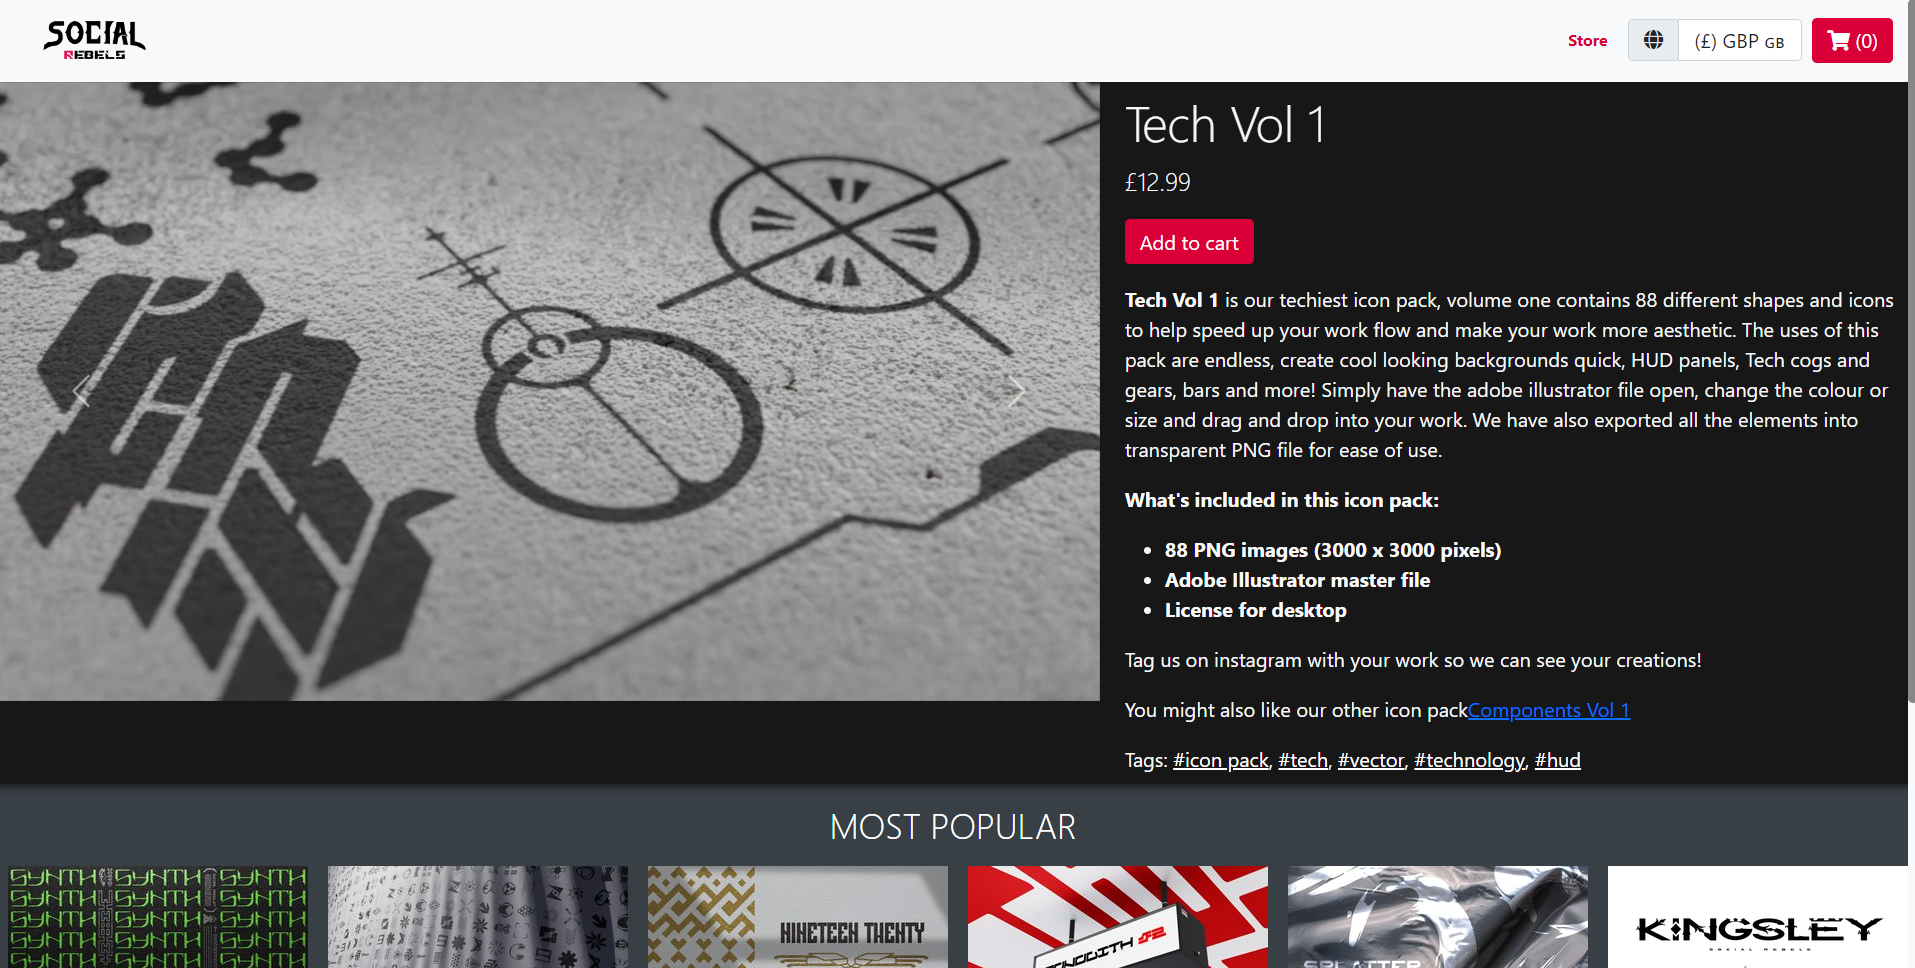 SOCIAL
REBELS
Store
(£) GBP GB
(0)
Tech Vol 1
£12.99
Add to cart
Tech Vol 1 is our techiest icon pack, volume one contains 88 different shapes and icons
to help speed up your work flow and make your work more aesthetic. The uses of this
pack are endless, create cool looking backgrounds quick, HUD panels, Tech cogs and
gears, bars and more! Simply have the adobe illustrator file open, change the colour or
size and drag and drop into your work. We have also exported all the elements into
transparent PNG file for ease of use.
What's included in this icon pack:
• 88 PNG images (3000 x 3000 pixels)
• Adobe Illustrator master file
• License for desktop
Tag us on instagram with your work so we can see your creations!
You might also like our other icon packComponents Vol 1
Tags: #icon pack, #tech, #vector, #technology, #hud
MOST POPULAR
SYNTH SYNTH SYNTH
SYNTH SYNTH SYNTH
SYNTH SYNTH SYNTH
SYNTH SYNTH SYNTH
SYNTH SYNTH SYNTH
NINETEEN TWENTY
SPLATTER
KINGSLEY
SOCIAL REBELS